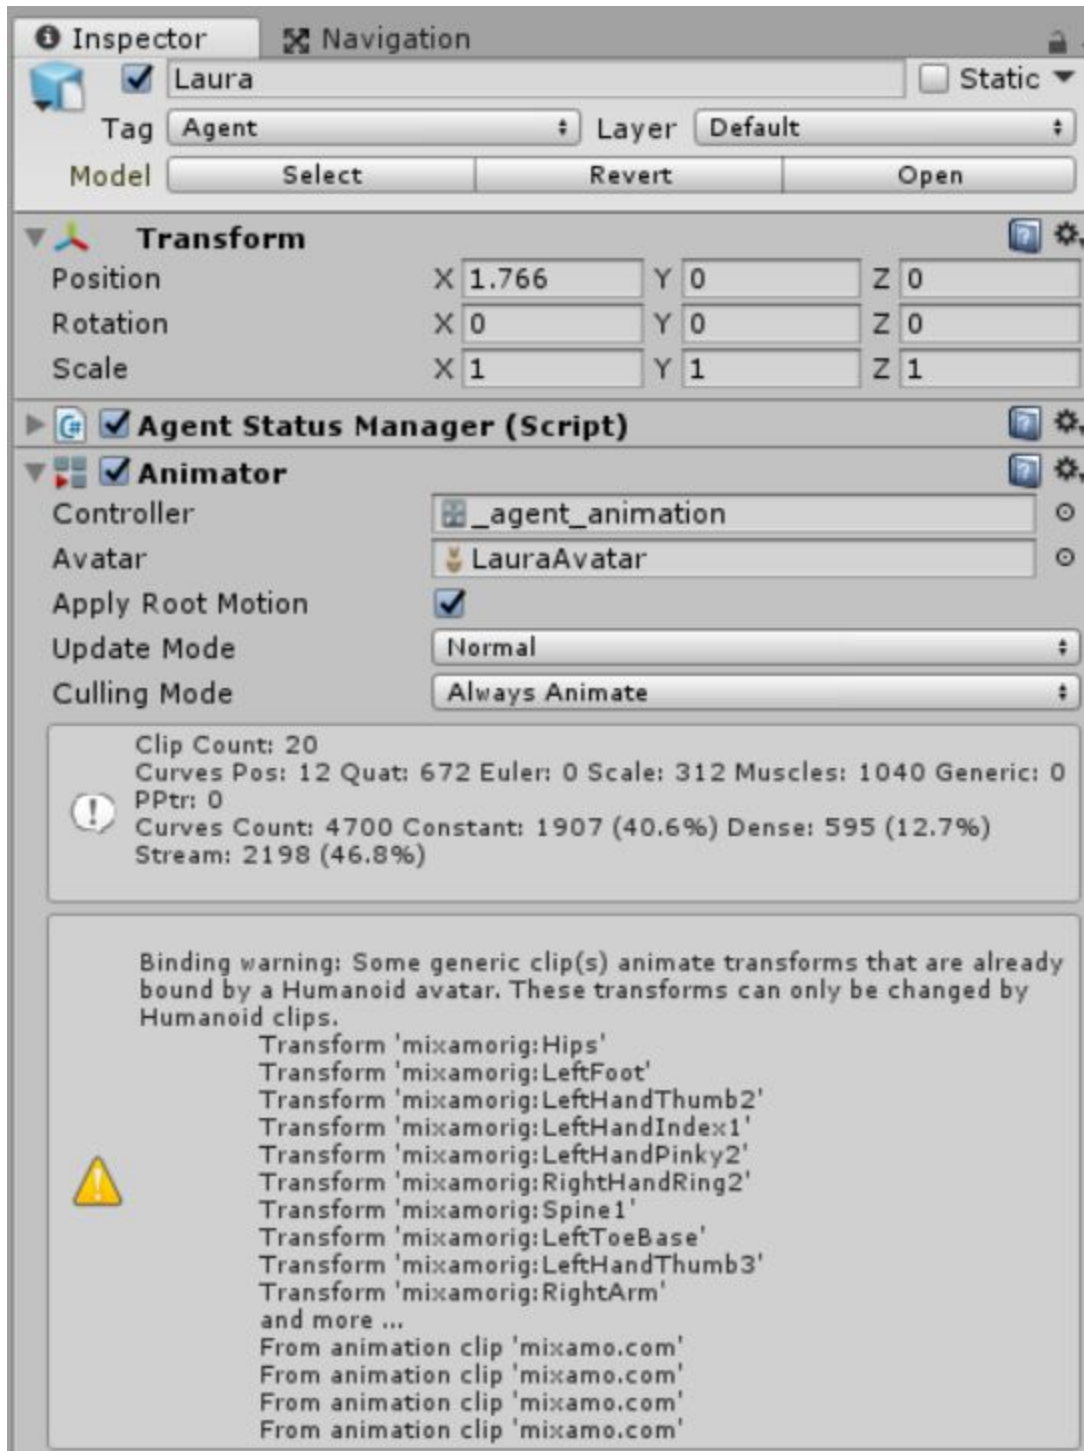 Inspector Navigation
Laura Static
Tag Agent Layer Default
Model Select Revert Open
Transform
Position X 1.766 Y 0 Z 0
Rotation X 0 Y 0 Z 0
Scale X 1 Y 1 Z 1
Agent Status Manager (Script)
Animator
Controller _agent_animation
Avatar LauraAvatar
Apply Root Motion
Update Mode Normal
Culling Mode Always Animate
Clip Count: 20
Curves Pos: 12 Quat: 672 Euler: 0 Scale: 312 Muscles: 1040 Generic: 0
PPtr: 0
Curves Count: 4700 Constant: 1907 (40.6%) Dense: 595 (12.7%)
Stream: 2198 (46.8%)
Binding warning: Some generic clip(s) animate transforms that are already
bound by a Humanoid avatar. These transforms can only be changed by
Humanoid clips.
Transform 'mixamorig:Hips'
Transform 'mixamorig:LeftFoot'
Transform 'mixamorig:LeftHandThumb2'
Transform 'mixamorig:LeftHandIndex1'
Transform 'mixamorig:LeftHandPinky2'
Transform 'mixamorig:RightHandRing2'
Transform 'mixamorig:Spine1'
Transform 'mixamorig:LeftToeBase'
Transform 'mixamorig:LeftHandThumb3'
Transform 'mixamorig:RightArm'
and more ...
From animation clip 'mixamo.com'
From animation clip 'mixamo.com'
From animation clip 'mixamo.com'
From animation clip 'mixamo.com'